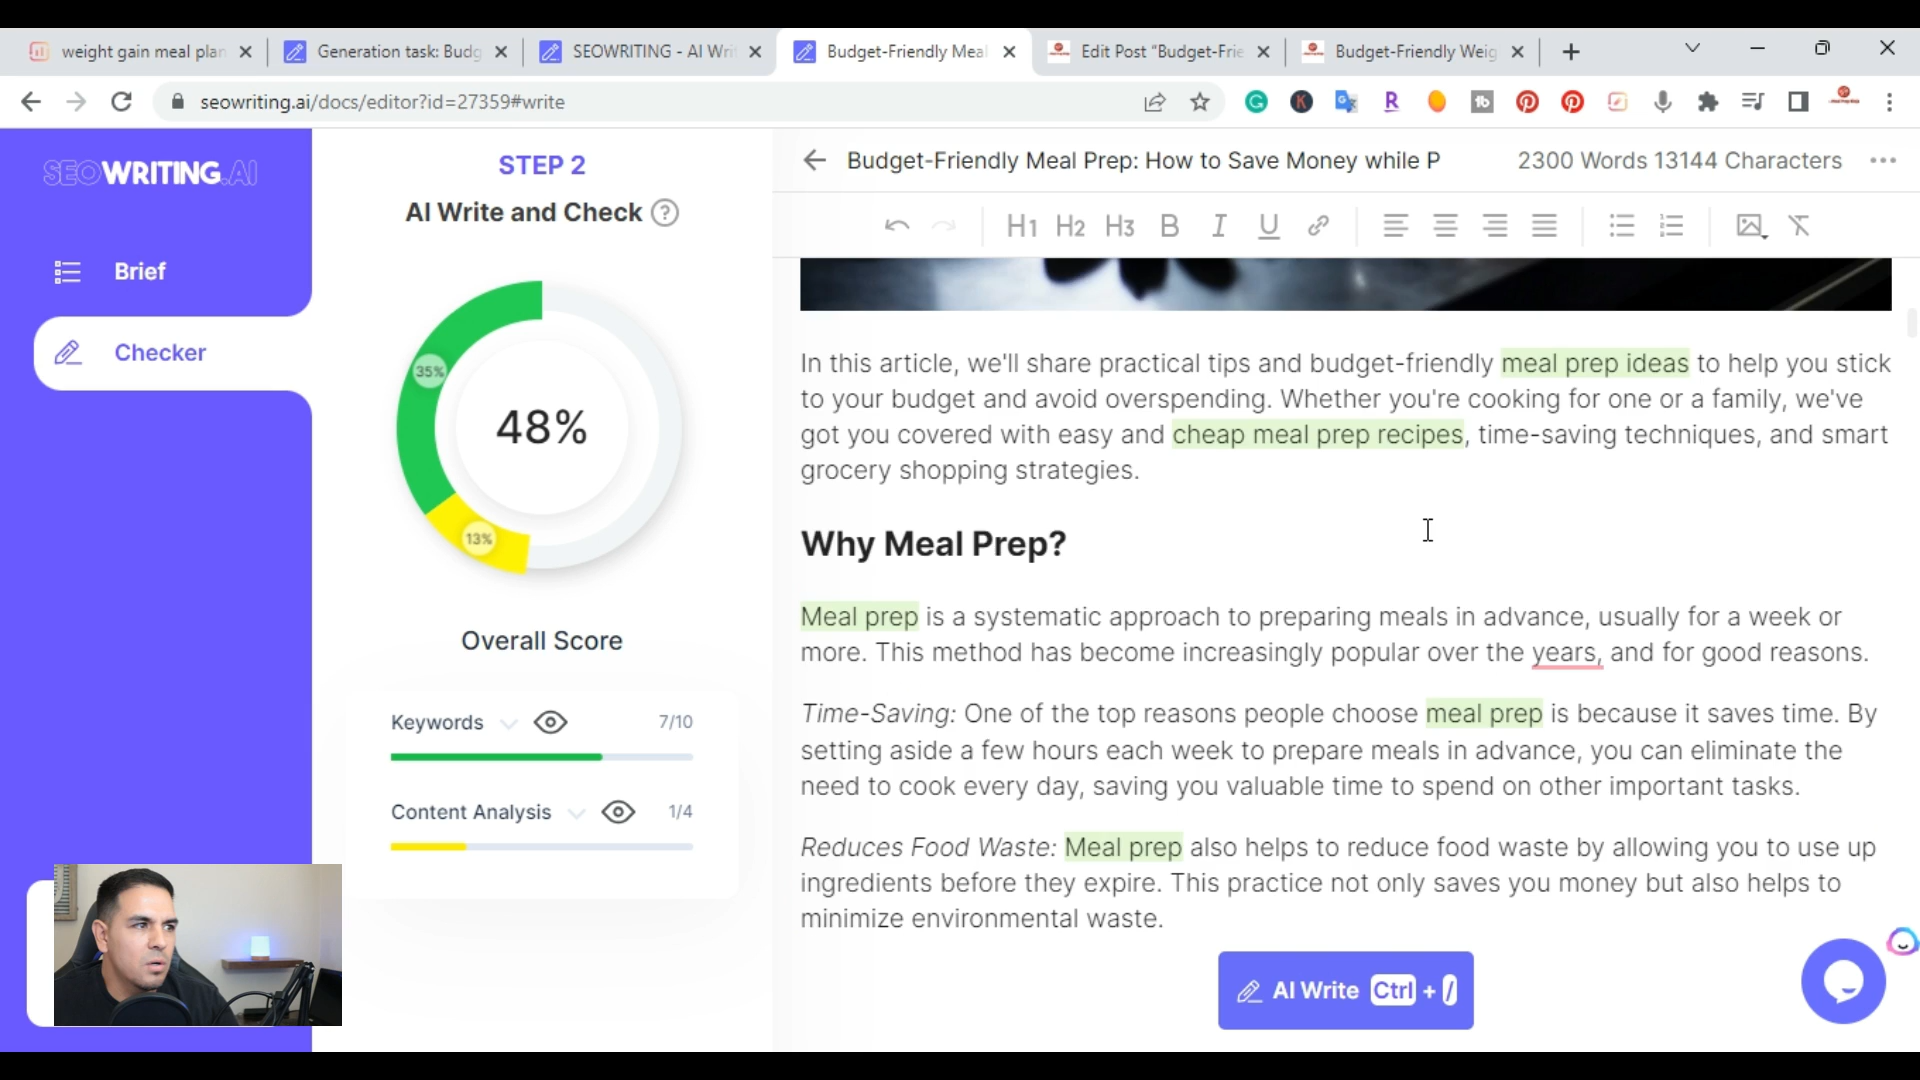 weight gain meal plan
Generation task: Budg
SEOWRITING - AI Wri
Budget-Friendly Meal
Edit Post “Budget-Frie
Budget-Friendly Weig
seowriting.ai/docs/editor?id=27359#write
SEOWRITING.AI
Brief
Checker
STEP 2
AI Write and Check ?
35%
48%
13%
Overall Score
Keywords 7/10
Content Analysis 1/4
Budget-Friendly Meal Prep: How to Save Money while P
2300 Words 13144 Characters
H1 H2 H3 B I U
In this article, we'll share practical tips and budget-friendly meal prep ideas to help you stick
to your budget and avoid overspending. Whether you're cooking for one or a family, we've
got you covered with easy and cheap meal prep recipes, time-saving techniques, and smart
grocery shopping strategies.
Why Meal Prep?
Meal prep is a systematic approach to preparing meals in advance, usually for a week or
more. This method has become increasingly popular over the years, and for good reasons.
Time-Saving: One of the top reasons people choose meal prep is because it saves time. By
setting aside a few hours each week to prepare meals in advance, you can eliminate the
need to cook every day, saving you valuable time to spend on other important tasks.
Reduces Food Waste: Meal prep also helps to reduce food waste by allowing you to use up
ingredients before they expire. This practice not only saves you money but also helps to
minimize environmental waste.
AI Write Ctrl + /